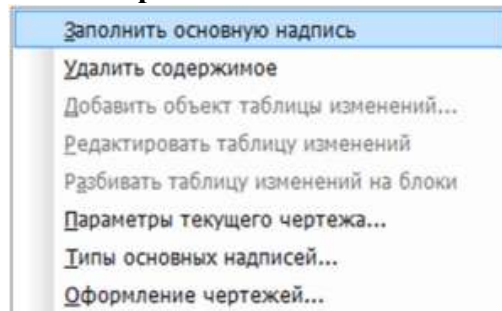 Заполнить основную надпись
Удалить содержимое
Добавить объект таблицы изменений...
Редактировать таблицу изменений
Разбивать таблицу изменений на блоки
Параметры текущего чертежа...
Типы основных надписей...
Оформление чертежей...